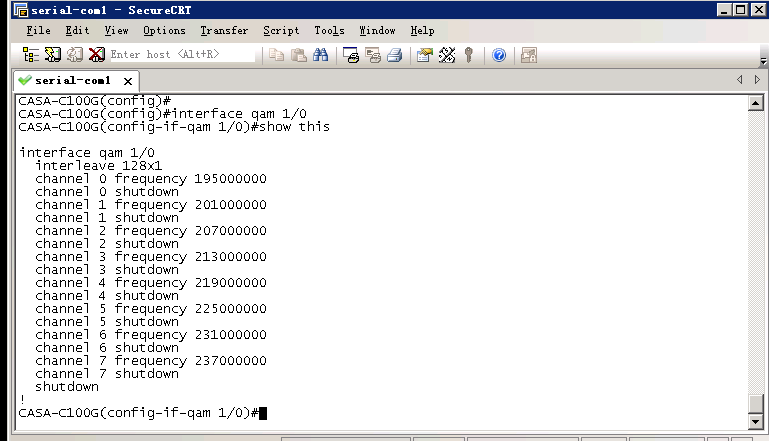 serial-com1 - SecureCRT
File Edit View Options Transfer Script Tools Window Help
Enter host <Alt+R>
serial-com1
CASA-C100G(config)#
CASA-C100G(config)#interface qam 1/0
CASA-C100G(config-if-qam 1/0)#show this
interface qam 1/0
interleave 128x1
channel 0 frequency 195000000
channel 0 shutdown
channel 1 frequency 201000000
channel 1 shutdown
channel 2 frequency 207000000
channel 2 shutdown
channel 3 frequency 213000000
channel 3 shutdown
channel 4 frequency 219000000
channel 4 shutdown
channel 5 frequency 225000000
channel 5 shutdown
channel 6 frequency 231000000
channel 6 shutdown
channel 7 frequency 237000000
channel 7 shutdown
shutdown
!
CASA-C100G(config-if-qam 1/0)#